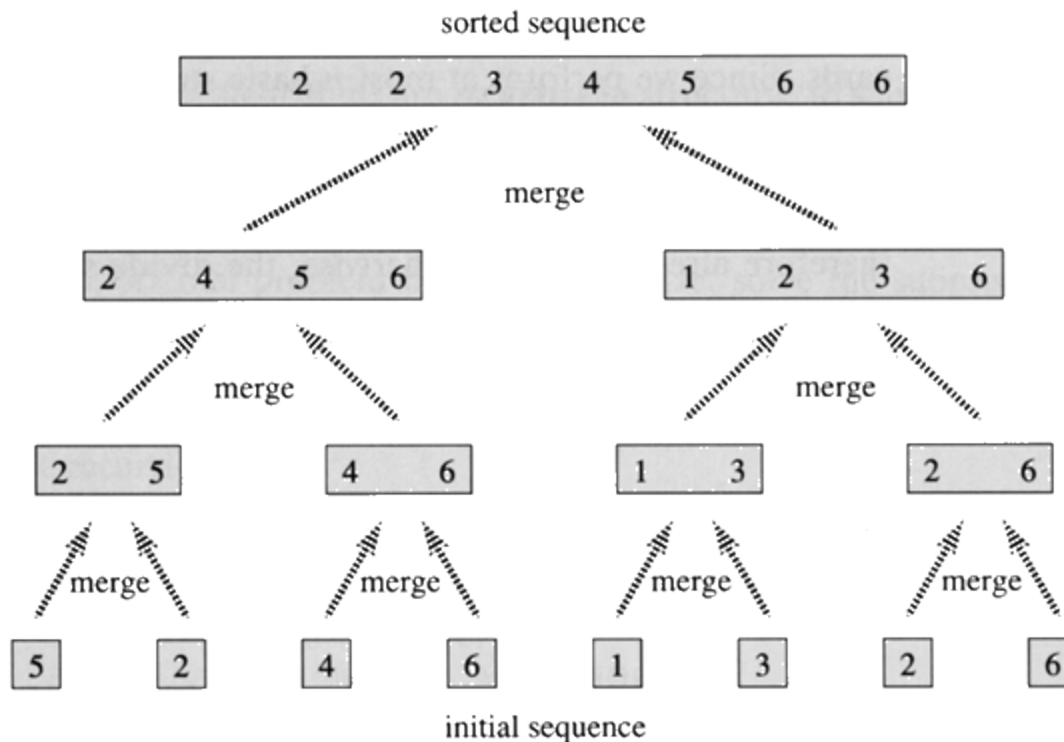 sorted sequence
1 2 2 3 4 5 6 6
merge
2 4 5 6 1 2 3 6
merge merge
2 5 4 6 1 3 2 6
merge merge merge merge
5 2 4 6 1 3 2 6
initial sequence